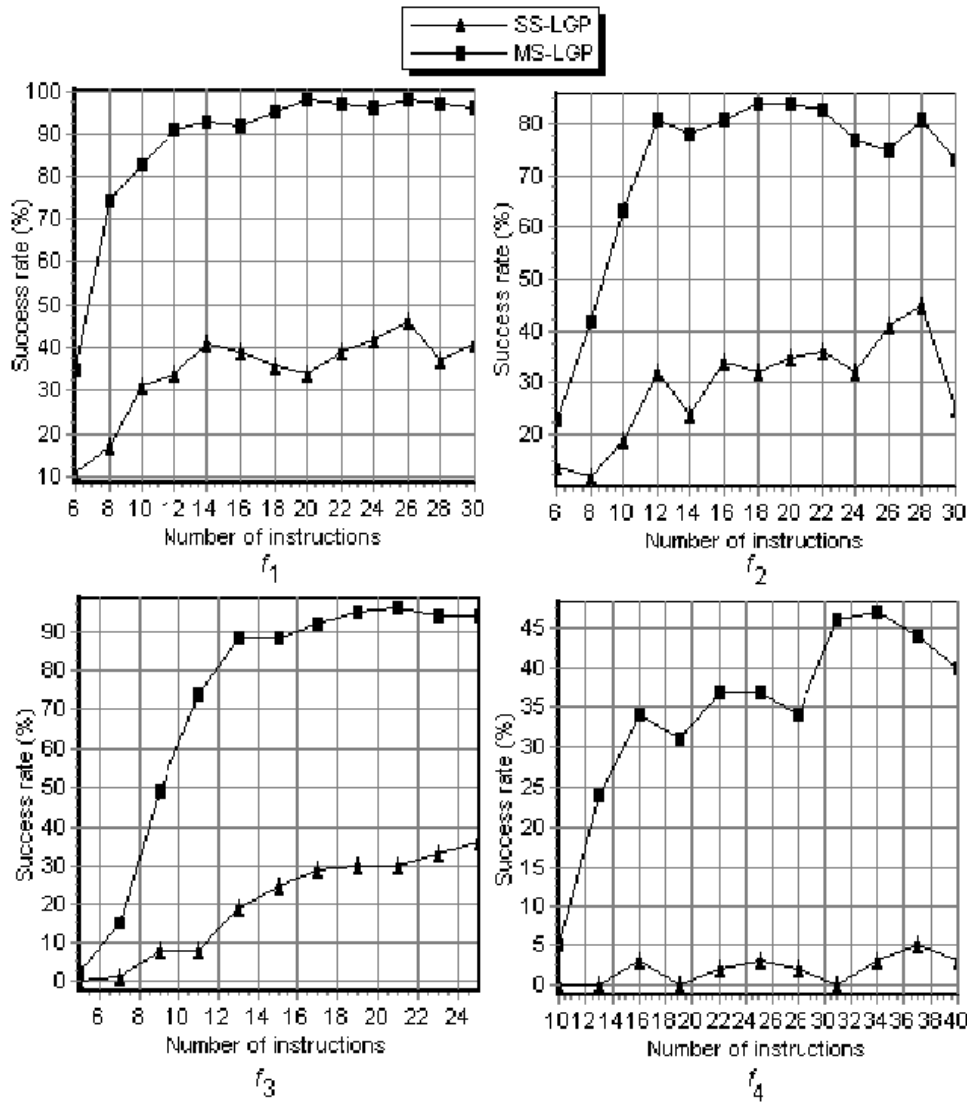 SS-LGP
MS-LGP
100
90
80
70
60
50
40
30
20
10
Success rate (%)
6 8 10 12 14 16 18 20 22 24 26 28 30
Number of instructions
f1
80
70
60
50
40
30
20
10
Success rate (%)
6 8 10 12 14 16 18 20 22 24 26 28 30
Number of instructions
f2
90
80
70
60
50
40
30
20
10
0
Success rate (%)
6 8 10 12 14 16 18 20 22 24
Number of instructions
f3
45
40
35
30
25
20
15
10
5
0
Success rate (%)
10 12 14 16 18 20 22 24 26 28 30 32 34 36 38 40
Number of instructions
f4